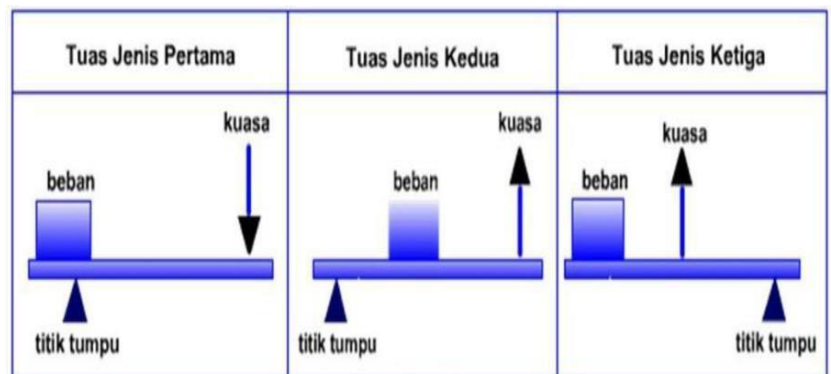 Tuas Jenis Pertama
Tuas Jenis Kedua
Tuas Jenis Ketiga
kuasa
beban
titik tumpu
kuasa
beban
titik tumpu
kuasa
beban
titik tumpu